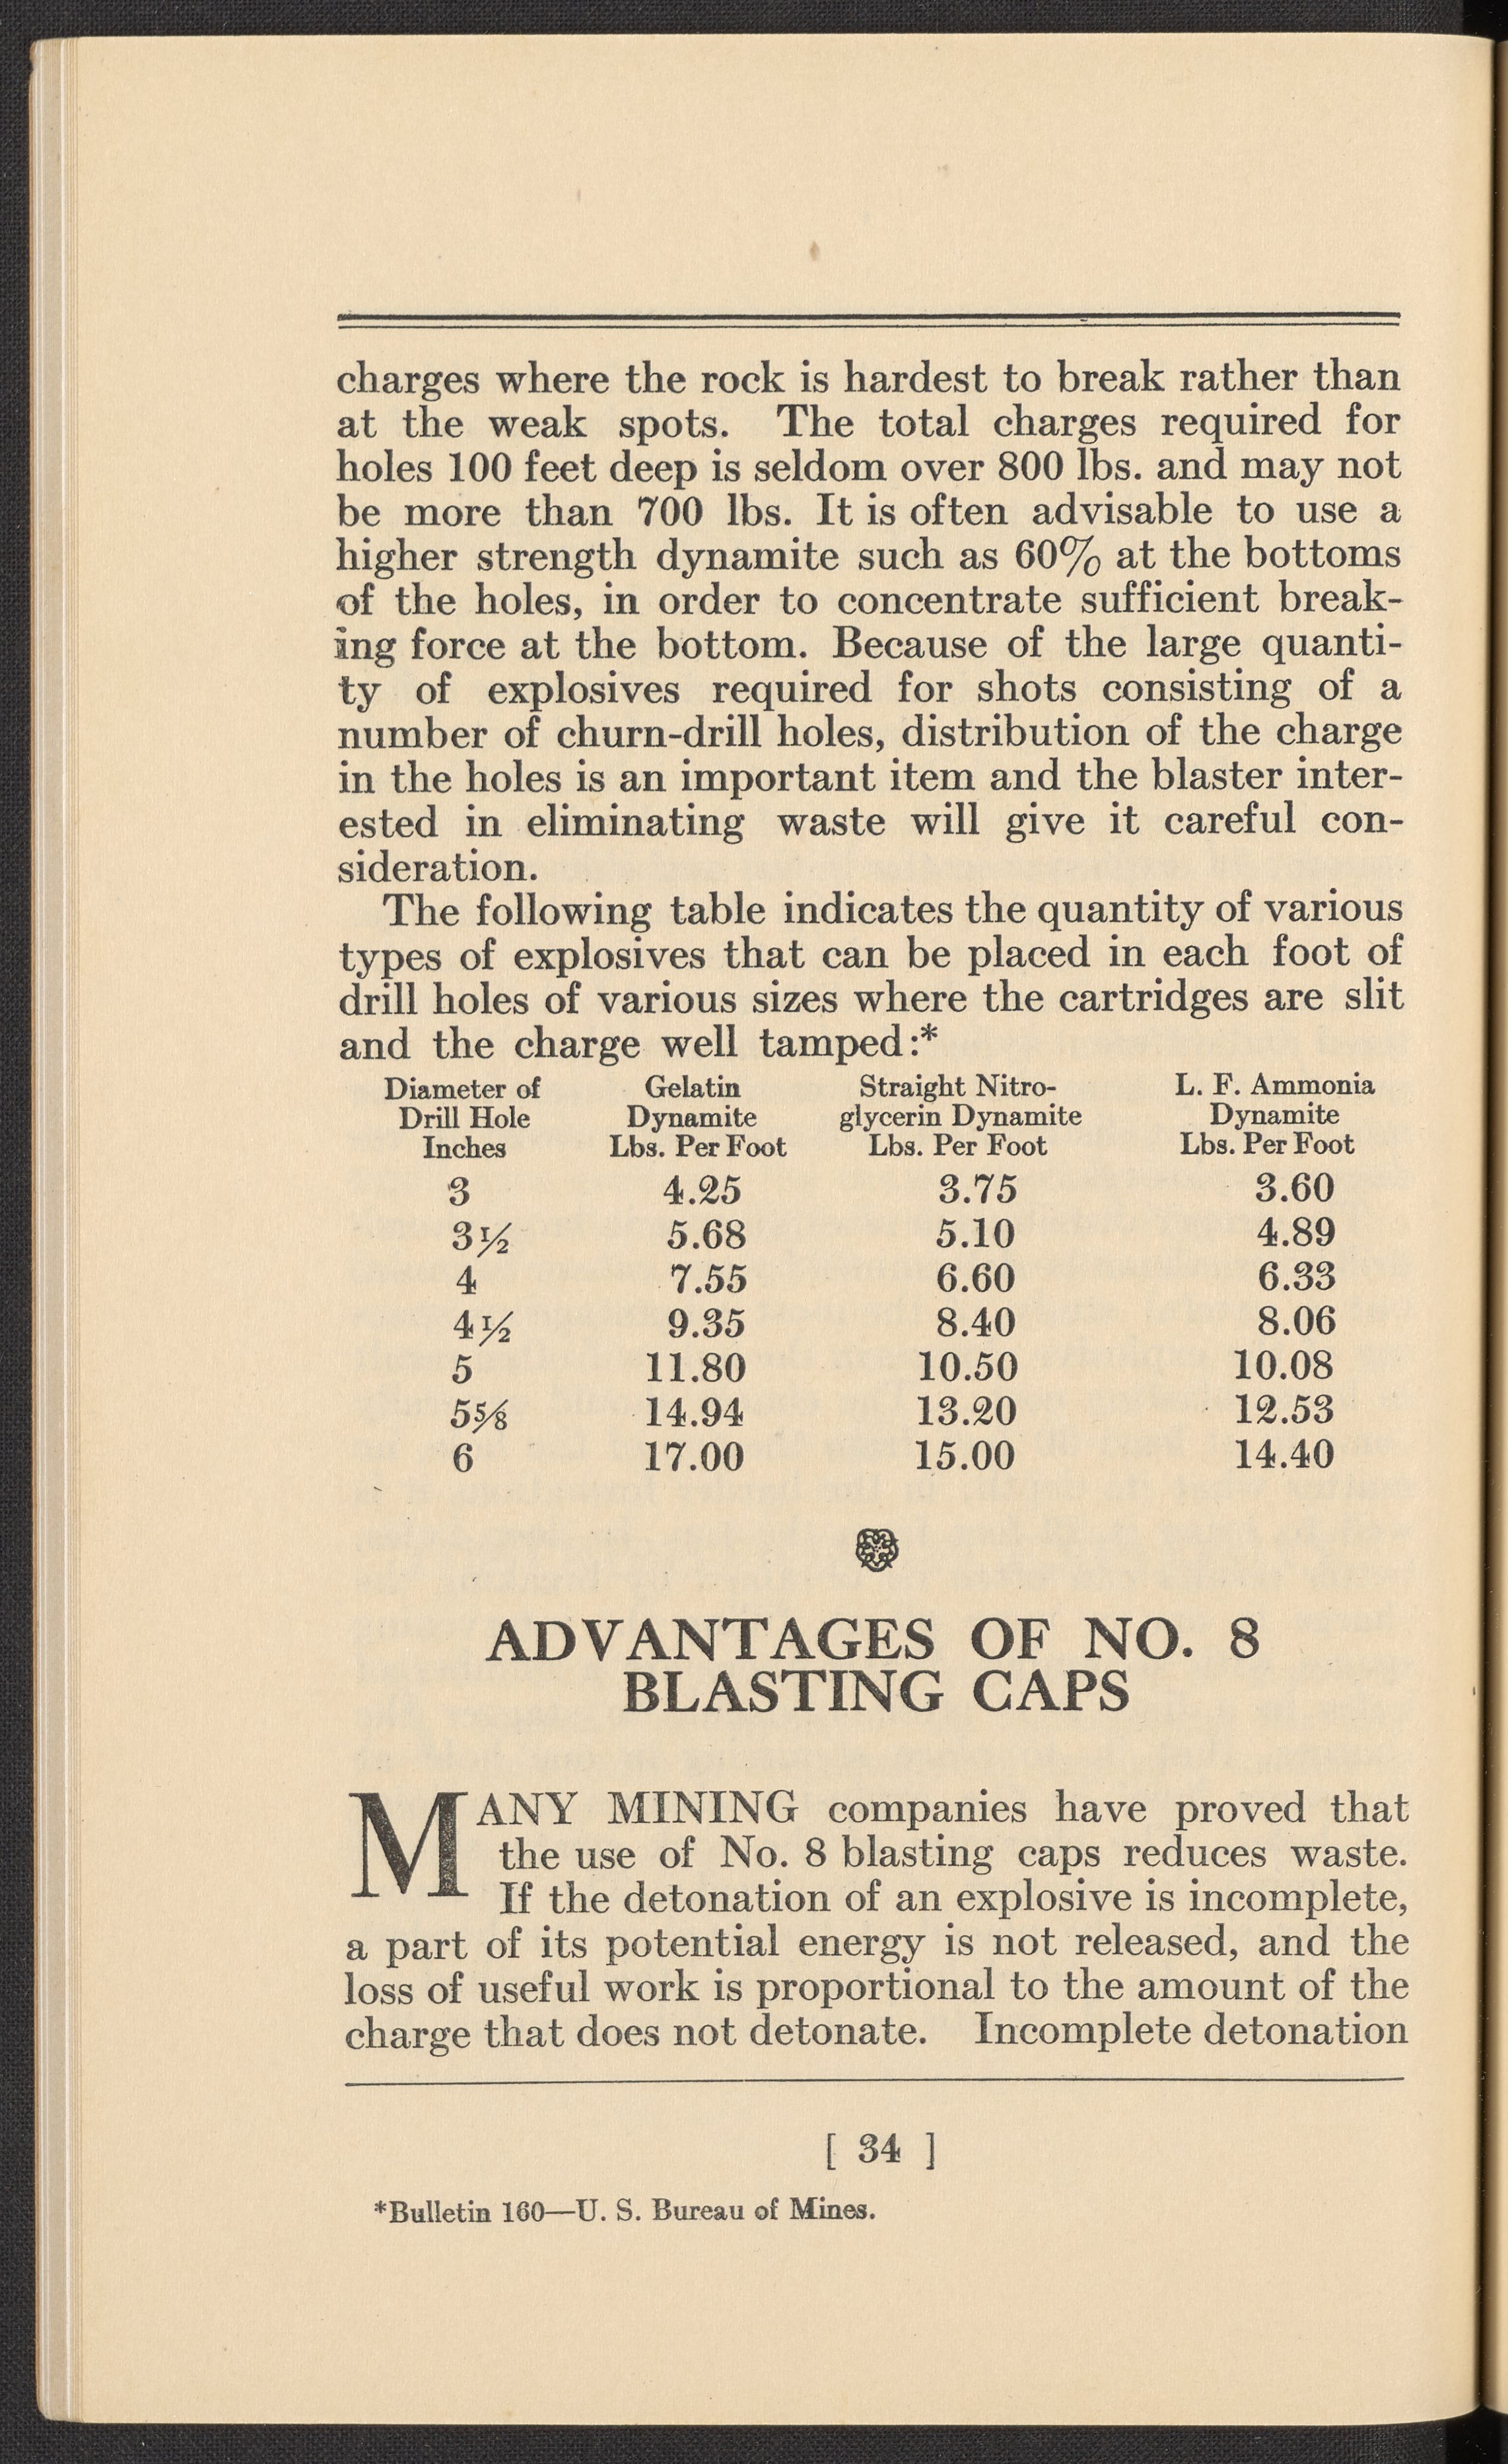 charges where the rock is hardest to break rather than
at the weak spots. The total charges required for
holes 100 feet deep is seldom over 800 lbs. and may not
be more than 700 lbs. It is often advisable to use a
higher strength dynamite such as 60% at the bottoms
of the holes, in order to concentrate sufficient break-
ing force at the bottom. Because of the large quanti-
ty of explosives required for shots consisting of a
number of churn-drill holes, distribution of the charge
in the holes is an important item and the blaster inter-
ested in eliminating waste will give it careful con-
sideration.
The following table indicates the quantity of various
types of explosives that can be placed in each foot of
drill holes of various sizes where the cartridges are slit
and the charge well tamped:*
Diameter of Gelatin Straight Nitro- L. F. Ammonia
Drill Hole Dynamite glycerin Dynamite Dynamite
Inches Lbs. Per Foot Lbs. Per Foot Lbs. Per Foot
3 4.25 3.75 3.60
3½ 5.68 5.10 4.89
4 7.55 6.60 6.33
4½ 9.35 8.40 8.06
5 11.80 10.50 10.08
5⅝ 14.94 13.20 12.53
6 17.00 15.00 14.40
ADVANTAGES OF NO. 8
BLASTING CAPS
MANY MINING companies have proved that
the use of No. 8 blasting caps reduces waste.
If the detonation of an explosive is incomplete,
a part of its potential energy is not released, and the
loss of useful work is proportional to the amount of the
charge that does not detonate. Incomplete detonation
[ 34 ]
*Bulletin 160—U. S. Bureau of Mines.